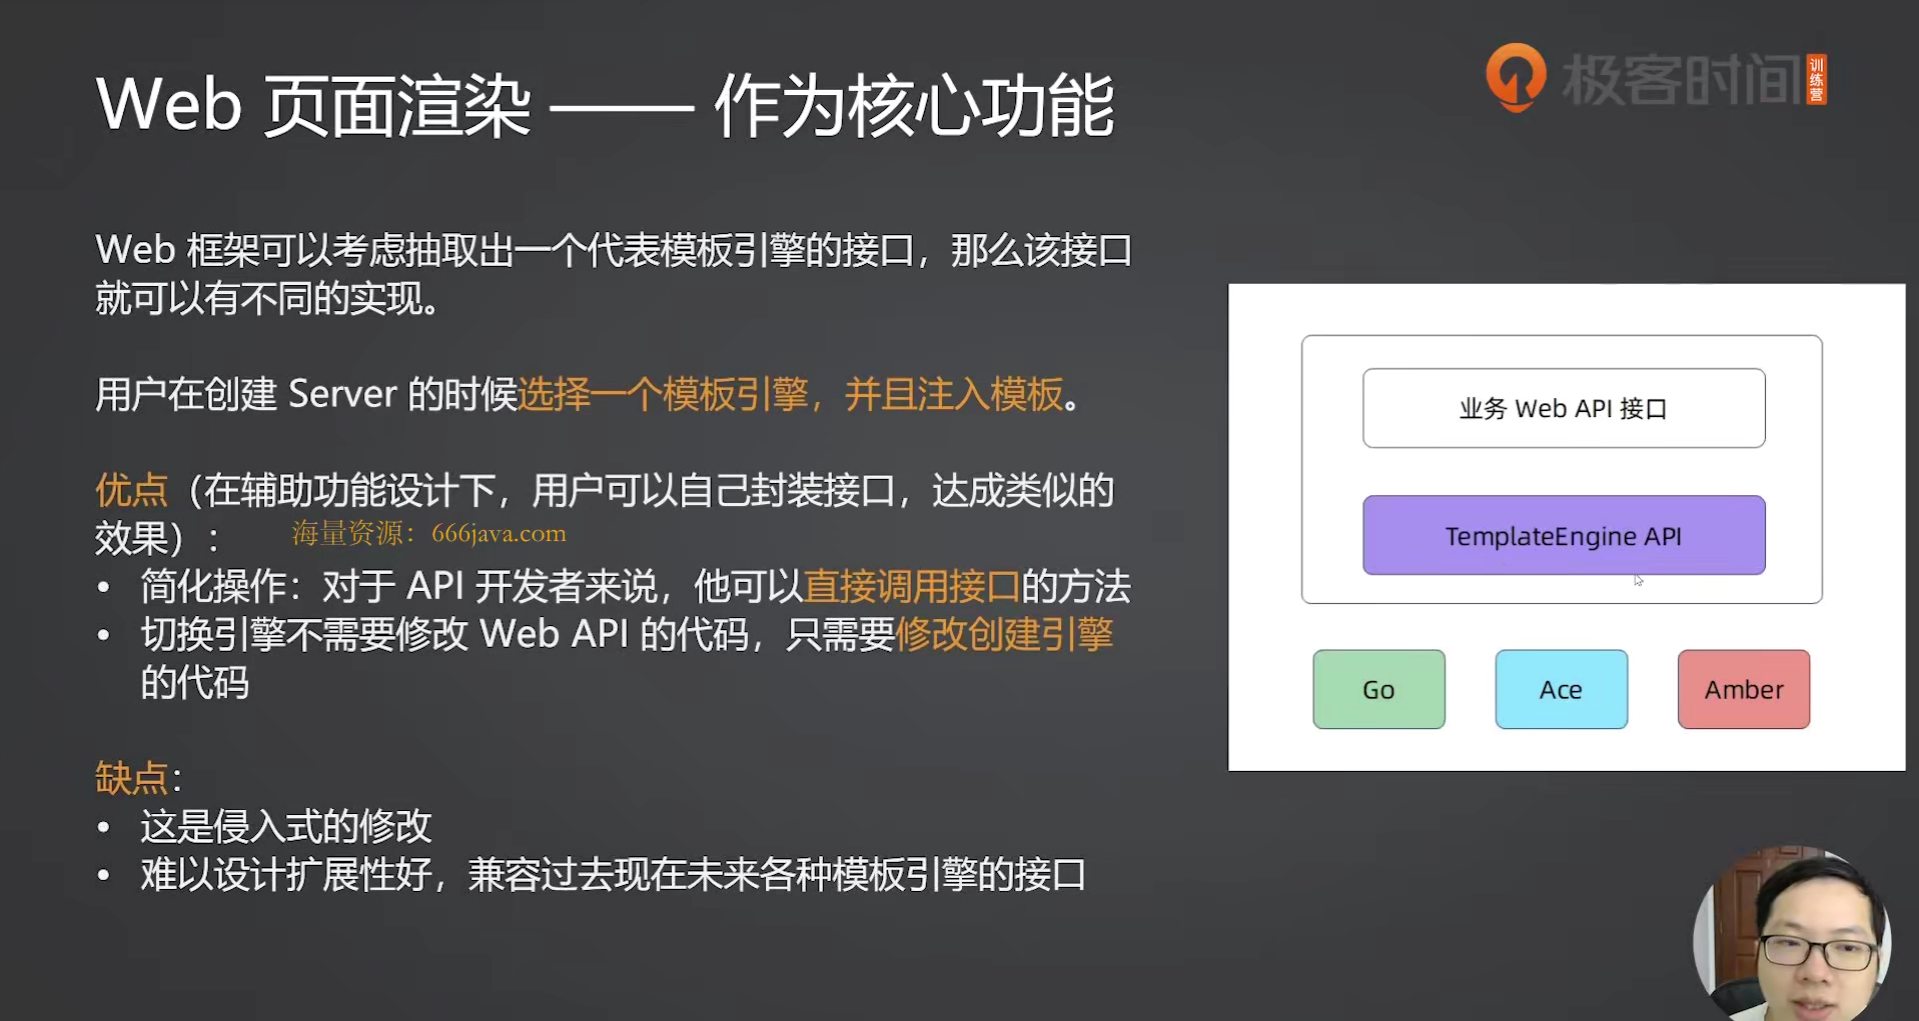 Web 页面渲染 —— 作为核心功能
极客时间
训练营
Web 框架可以考虑抽取出一个代表模板引擎的接口，那么该接口
就可以有不同的实现。
用户在创建 Server 的时候选择一个模板引擎，并且注入模板。
优点（在辅助功能设计下，用户可以自己封装接口，达成类似的
效果）：
海量资源：666java.com
• 简化操作：对于 API 开发者来说，他可以直接调用接口的方法
• 切换引擎不需要修改 Web API 的代码，只需要修改创建引擎
的代码
缺点：
• 这是侵入式的修改
• 难以设计扩展性好，兼容过去现在未来各种模板引擎的接口
业务 Web API 接口
TemplateEngine API
Go
Ace
Amber